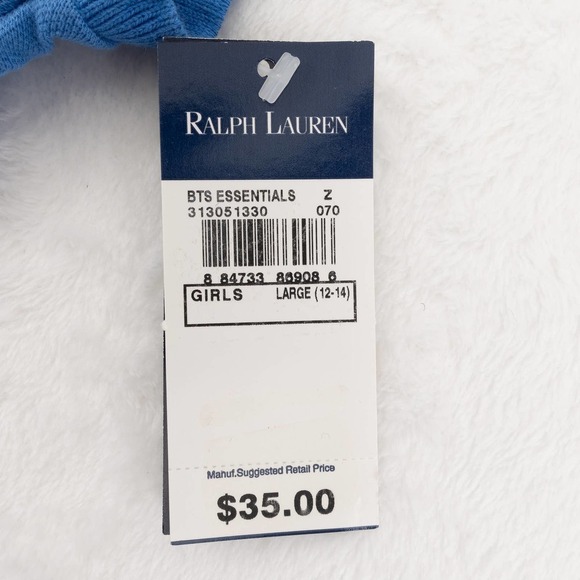 RALPH LAUREN
BTS ESSENTIALS Z
313051330 070
8 84733 86908 6
GIRLS LARGE (12-14)
Manuf.Suggested Retail Price
$35.00